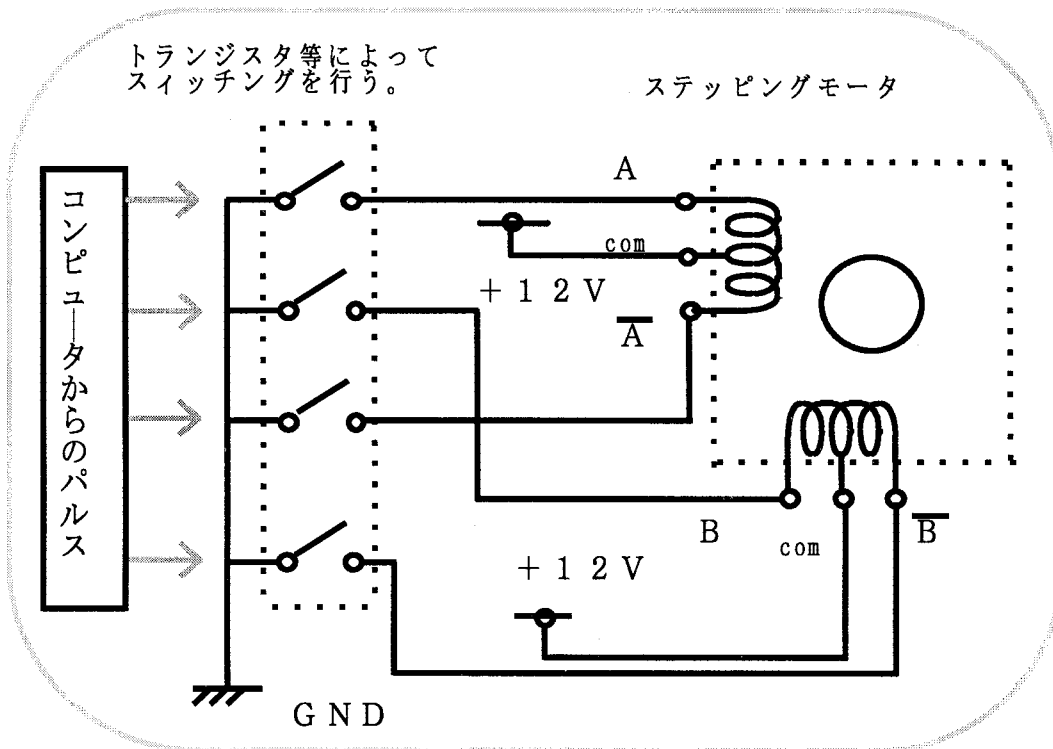 トランジスタ等によって
スィッチングを行う。
ステッピングモータ
コンピュータからのパルス
A
com
+12V
A̅
B
com
B̅
+12V
GND